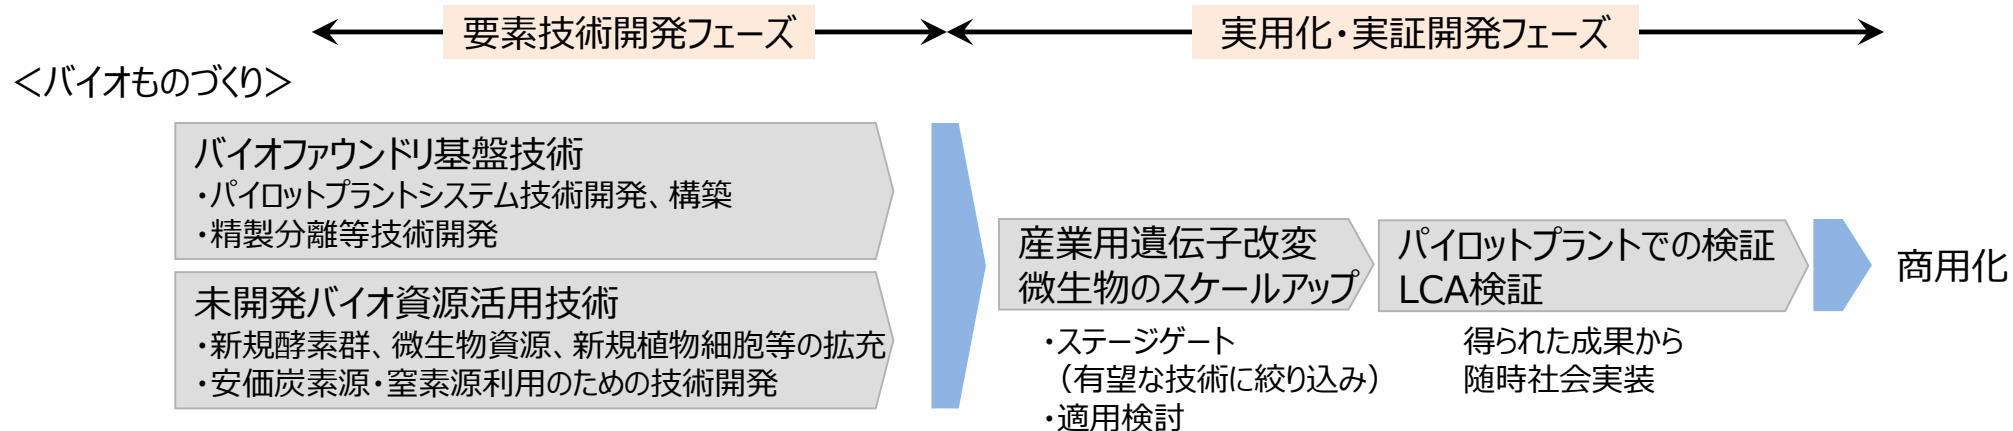 要素技術開発フェーズ
実用化・実証開発フェーズ
＜バイオものづくり＞
バイオファウンドリ基盤技術
・パイロットプラントシステム技術開発、構築
・精製分離等技術開発
未開発バイオ資源活用技術
・新規酵素群、微生物資源、新規植物細胞等の拡充
・安価炭素源・窒素源利用のための技術開発
産業用遺伝子改変
微生物のスケールアップ
・ステージゲート
（有望な技術に絞り込み）
・適用検討
パイロットプラントでの検証
LCA検証
得られた成果から
随時社会実装
商用化